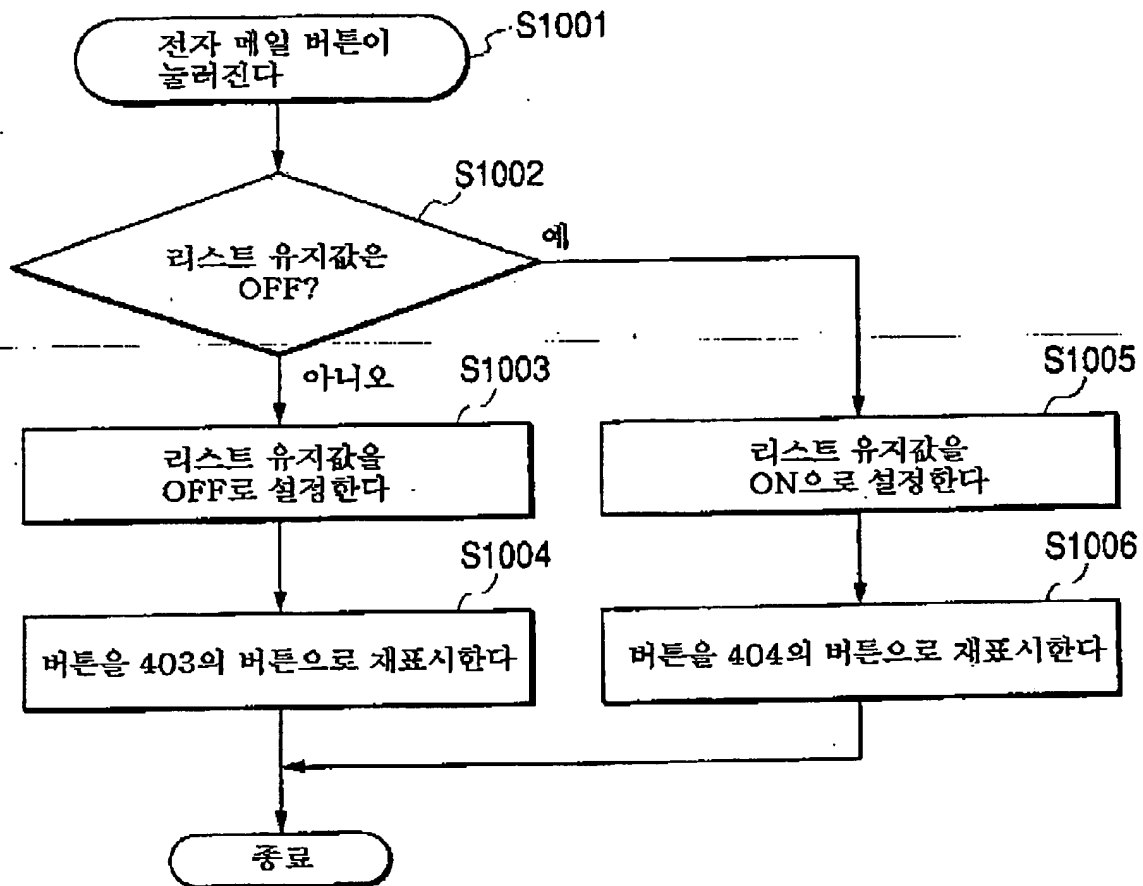 전자 메일 버튼이
눌러진다
S1001
S1002
리스트 유지값은
OFF?
예
아니오
S1003
리스트 유지값을
OFF로 설정한다
S1005
리스트 유지값을
ON으로 설정한다
S1004
버튼을 403의 버튼으로 재표시한다
S1006
버튼을 404의 버튼으로 재표시한다
종료